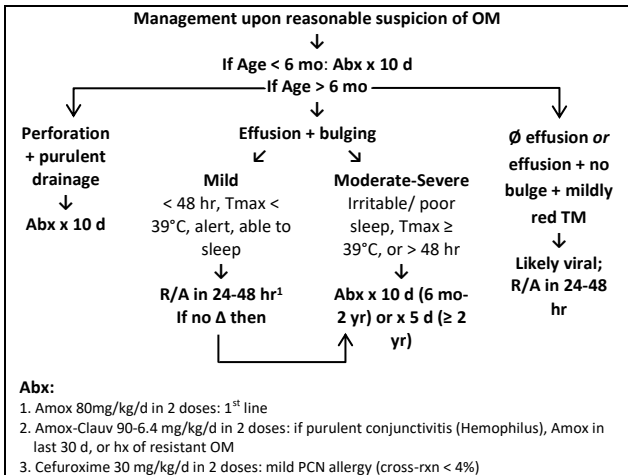 Management upon reasonable suspicion of OM
↓
If Age < 6 mo: Abx x 10 d
If Age > 6 mo
Perforation
+ purulent
drainage
↓
Abx x 10 d
↓
Effusion + bulging
Mild
< 48 hr, Tmax <
39°C, alert, able to
sleep
↓
R/A in 24-48 hr¹
If no Δ then
Moderate-Severe
Irritable/ poor
sleep, Tmax ≥
39°C, or > 48 hr
↓
Abx x 10 d (6 mo-
2 yr) or x 5 d (≥ 2
yr)
Ø effusion or
effusion + no
bulge + mildly
red TM
↓
Likely viral;
R/A in 24-48
hr
Abx:
1. Amox 80mg/kg/d in 2 doses: 1st line
2. Amox-Clauv 90-6.4 mg/kg/d in 2 doses: if purulent conjunctivitis (Hemophilus), Amox in
last 30 d, or hx of resistant OM
3. Cefuroxime 30 mg/kg/d in 2 doses: mild PCN allergy (cross-rxn < 4%)